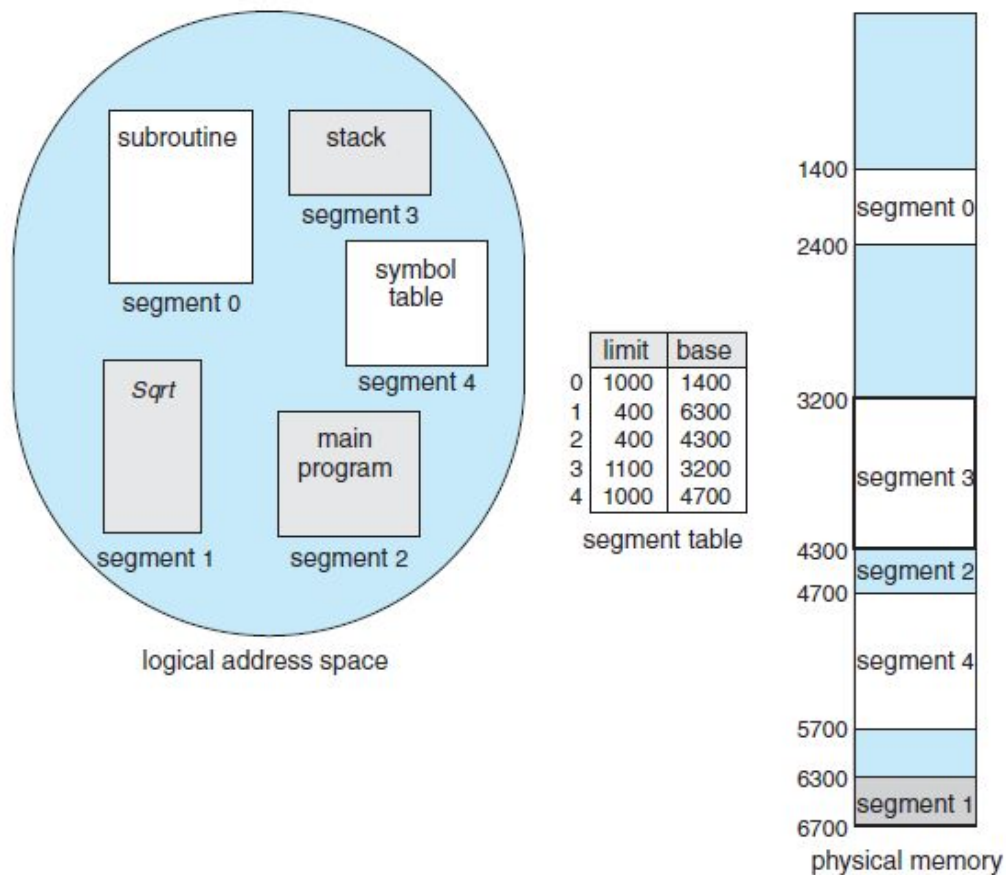 subroutine
segment 0
stack
segment 3
symbol
table
segment 4
Sqrt
segment 1
main
program
segment 2
logical address space
limit base
0 1000 1400
1 400 6300
2 400 4300
3 1100 3200
4 1000 4700
segment table
1400
segment 0
2400
3200
segment 3
4300
segment 2
4700
segment 4
5700
6300
segment 1
6700
physical memory